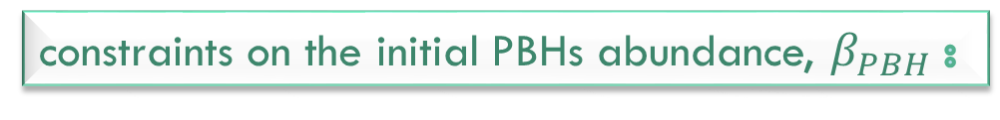 constraints on the initial PBHs abundance, β_PBH :